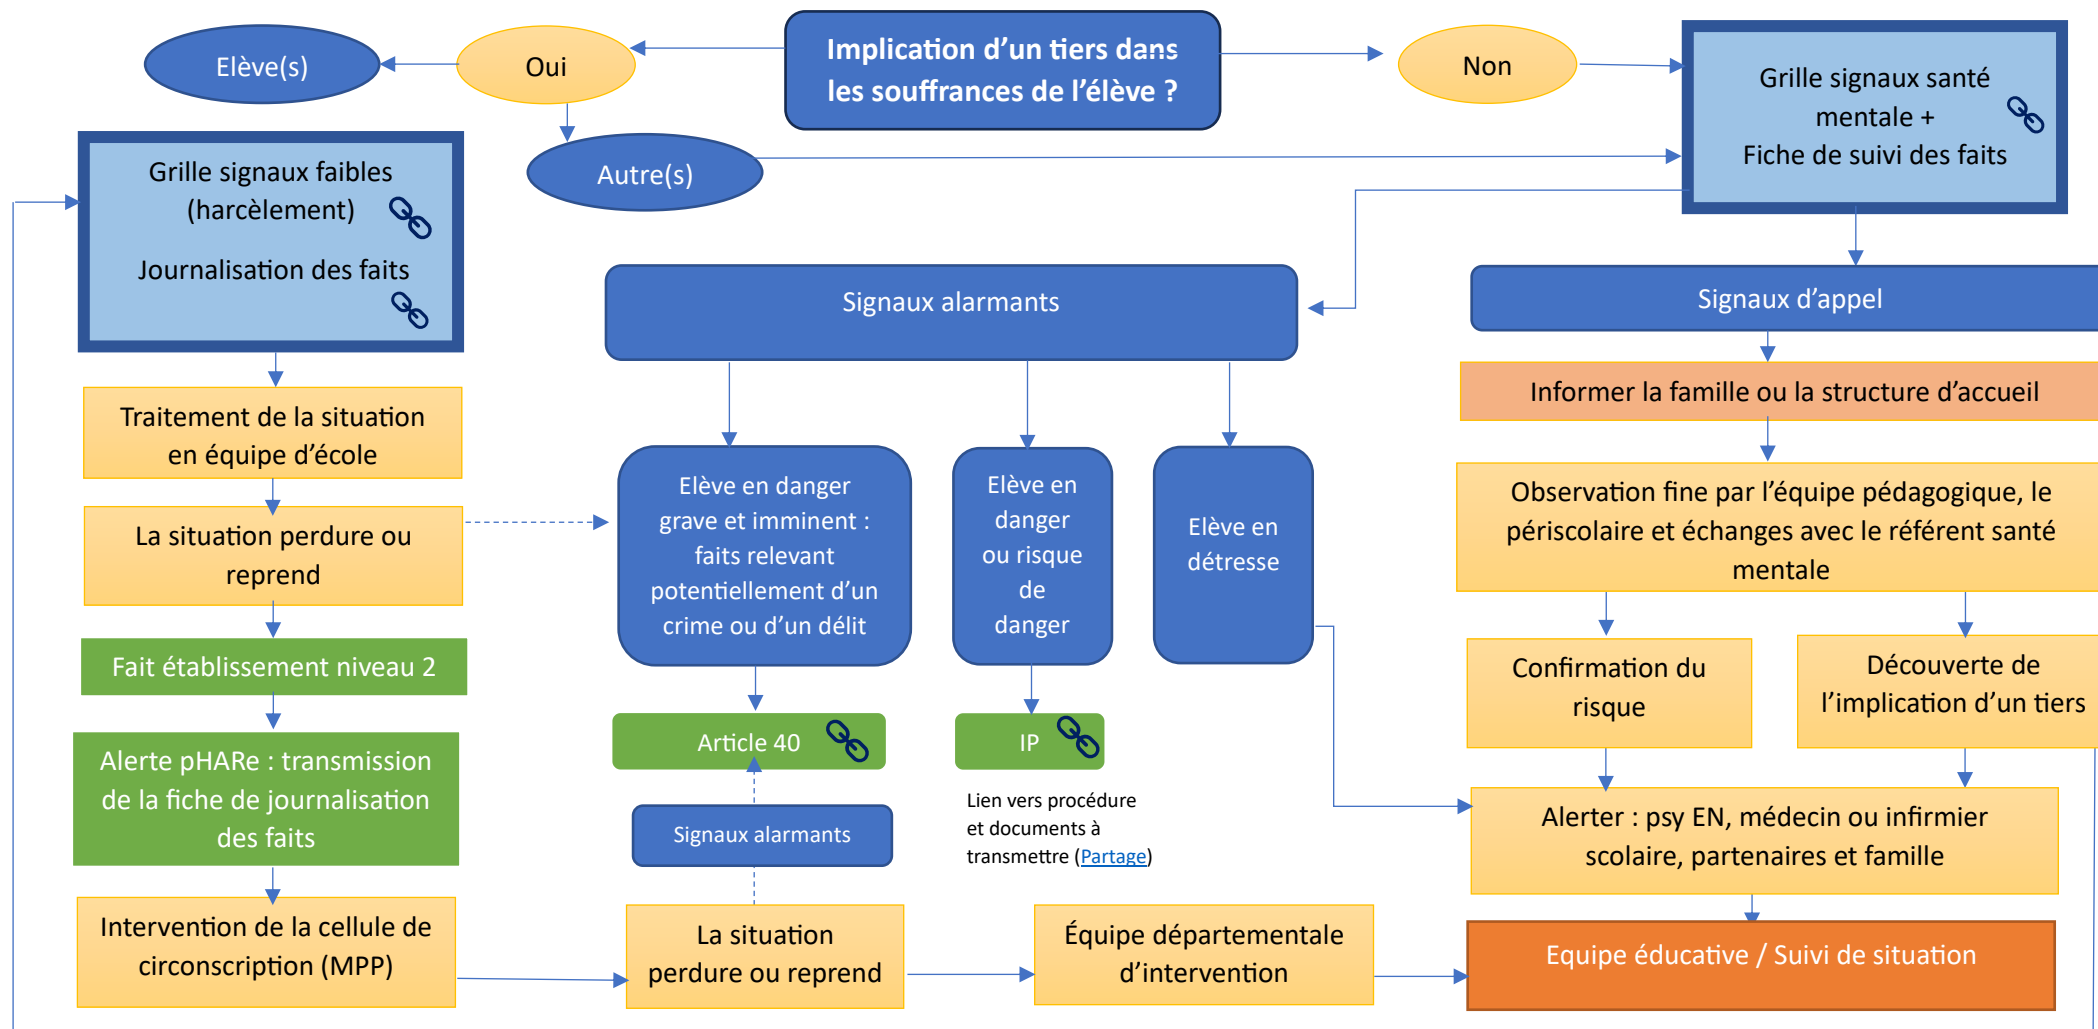 Implication d’un tiers dans
les souffrances de l’élève ?
Elève(s)
Oui
Non
Autre(s)
Grille signaux santé
mentale +
Fiche de suivi des faits
Grille signaux faibles
(harcèlement)
Journalisation des faits
Traitement de la situation
en équipe d’école
La situation perdure ou
reprend
Fait établissement niveau 2
Alerte pHARe : transmission
de la fiche de journalisation
des faits
Intervention de la cellule de
circonscription (MPP)
Signaux alarmants
Elève en danger
grave et imminent :
faits relevant
potentiellement d’un
crime ou d’un délit
Elève en
danger
ou risque
de
danger
Elève en
détresse
Article 40
IP
Lien vers procédure
et documents à
transmettre (Partage)
Signaux alarmants
La situation
perdure ou reprend
Équipe départementale
d’intervention
Signaux d’appel
Informer la famille ou la structure d’accueil
Observation fine par l’équipe pédagogique, le
périscolaire et échanges avec le référent santé
mentale
Confirmation du
risque
Découverte de
l’implication d’un tiers
Alerter : psy EN, médecin ou infirmier
scolaire, partenaires et famille
Equipe éducative / Suivi de situation